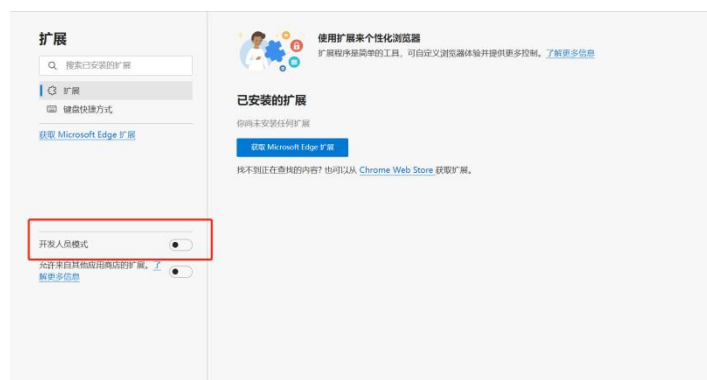 扩展
搜索已安装的扩展
扩展
键盘快捷方式
获取 Microsoft Edge 扩展
开发人员模式
允许来自其他应用商店的扩展。了
解更多信息
使用扩展来个性化浏览器
扩展程序是简单的工具，可自定义浏览器体验并提供更多控制。了解更多信息
已安装的扩展
你尚未安装任何扩展
获取 Microsoft Edge 扩展
找不到正在查找的内容? 也可以从 Chrome Web Store 获取扩展。